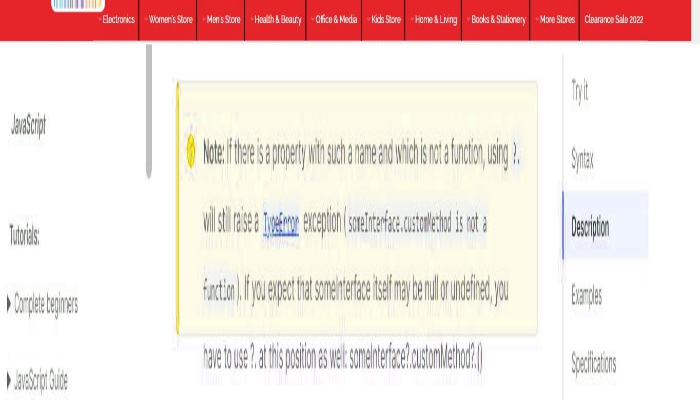 Electronics Women's Store Men's Store Health & Beauty Office & Media Kids Store Home & Living Books & Stationery More Stores Clearance Sale 2022
JavaScript
Tutorials:
Complete beginners
JavaScript Guide
Note: If there is a property with such a name and which is not a function, using ?.
will still raise a TypeError exception (someInterface.customMethod is not a
function). If you expect that someInterface itself may be null or undefined, you
have to use ?. at this position as well: someInterface?.customMethod?.()
Try it
Syntax
Description
Examples
Specifications